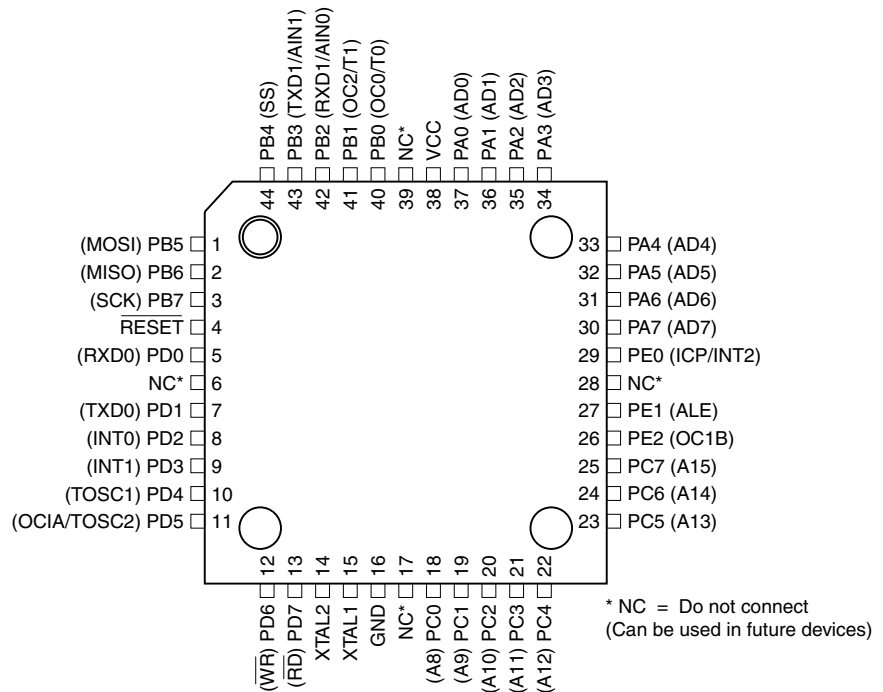 PB4 (SS)
PB3 (TXD1/AIN1)
PB2 (RXD1/AIN0)
PB1 (OC2/T1)
PB0 (OC0/T0)
NC*
VCC
PA0 (AD0)
PA1 (AD1)
PA2 (AD2)
PA3 (AD3)
44
43
42
41
40
39
38
37
36
35
34
(MOSI) PB5 1
(MISO) PB6 2
(SCK) PB7 3
RESET 4
(RXD0) PD0 5
NC* 6
(TXD0) PD1 7
(INT0) PD2 8
(INT1) PD3 9
(TOSC1) PD4 10
(OCIA/TOSC2) PD5 11
33 PA4 (AD4)
32 PA5 (AD5)
31 PA6 (AD6)
30 PA7 (AD7)
29 PE0 (ICP/INT2)
28 NC*
27 PE1 (ALE)
26 PE2 (OC1B)
25 PC7 (A15)
24 PC6 (A14)
23 PC5 (A13)
12
13
14
15
16
17
18
19
20
21
22
(WR) PD6
(RD) PD7
XTAL2
XTAL1
GND
NC*
(A8) PC0
(A9) PC1
(A10) PC2
(A11) PC3
(A12) PC4
* NC = Do not connect
(Can be used in future devices)